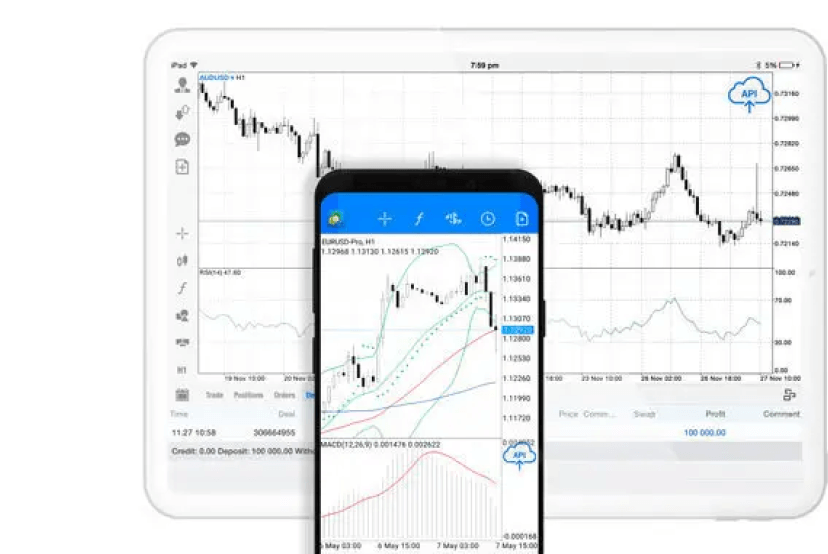 iPad
7:59 pm
5%
AUDUSD • H1
API
0.73160
0.72990
0.72820
0.72650
0.72480
0.72140
RSI(14) 47.60
100.00
70.00
30.00
0.00
H1
19 Nov 10:00
20 Nov
18:00
23 Nov 10:00
26 Nov 02:00
26 Nov 18:00
27 Nov 10:00
Trade Positions Orders
Time Deal
Price Comm... Swap Profit Comment
11.27 10:58 306664955
100 000.00
Credit: 0.00 Deposit: 100 000.00
EURUSD-Pro, H1
1.12968 1.13130 1.12615 1.12920
1.14150
1.13880
1.13610
1.13340
1.13070
1.12920
1.12800
1.12530
1.12260
1.11990
1.11720
MACD(12,26,9) 0.001476 0.002622
API
-0.000168
May 03:00
6 May 15:00
7 May 03:00
7 May 15:00